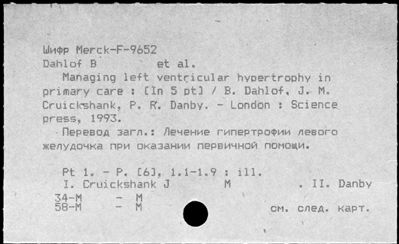 Шифр Merck-F-9652
Dahlof B et al.
Managing left ventricular hypertrophy in
primary care : [In 5 pt] / B. Dahlof, J. M.
Cruickshank, P. R. Danby. - London : Science
press, 1993.
Перевод загл.: Лечение гипертрофии левого
желудочка при оказании первичной помощи.
Pt 1. - P. [6], 1.1-1.9 : ill.
I. Cruickshank J M . II. Danby
34-М - М
58-М - М см. след. карт.